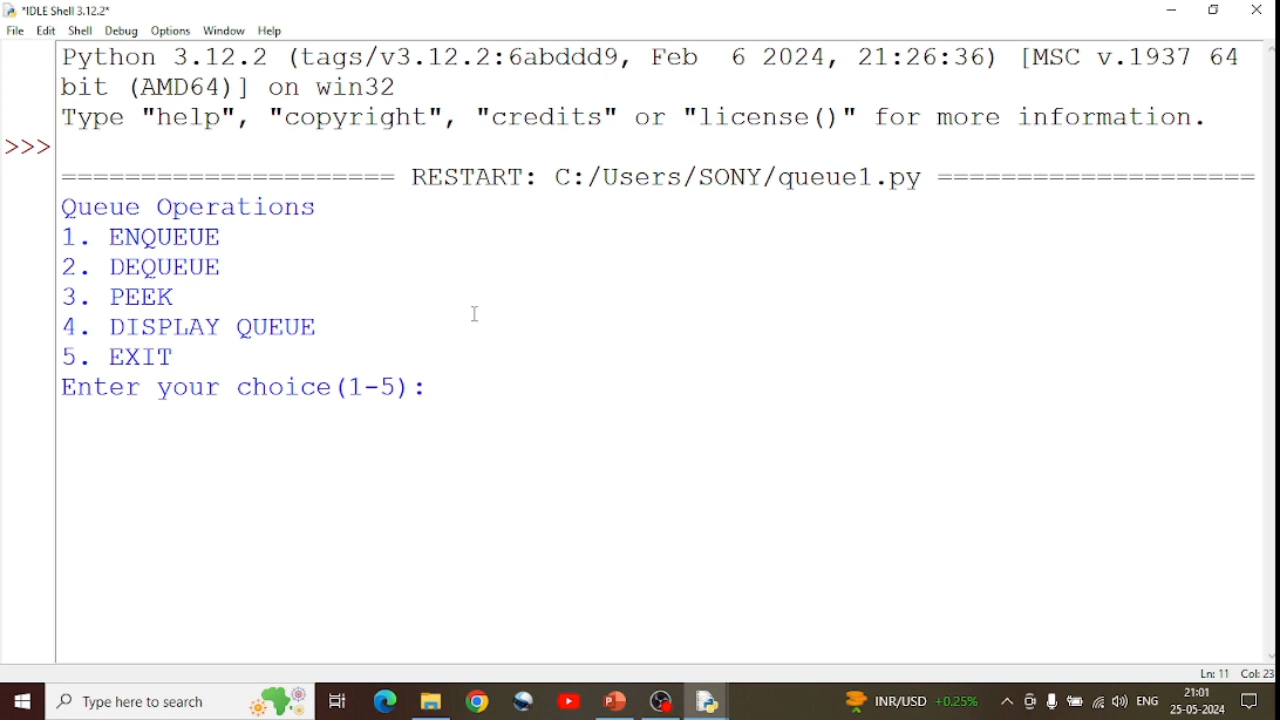 *IDLE Shell 3.12.2*
File Edit Shell Debug Options Window Help
Python 3.12.2 (tags/v3.12.2:6abddd9, Feb  6 2024, 21:26:36) [MSC v.1937 64
bit (AMD64)] on win32
Type "help", "copyright", "credits" or "license()" for more information.
>>>
===================== RESTART: C:/Users/SONY/queue1.py ====================
Queue Operations
1. ENQUEUE
2. DEQUEUE
3. PEEK
4. DISPLAY QUEUE
5. EXIT
Enter your choice(1-5):
Ln: 11 Col: 23
Type here to search
INR/USD +0.25%
ENG
21:01
25-05-2024